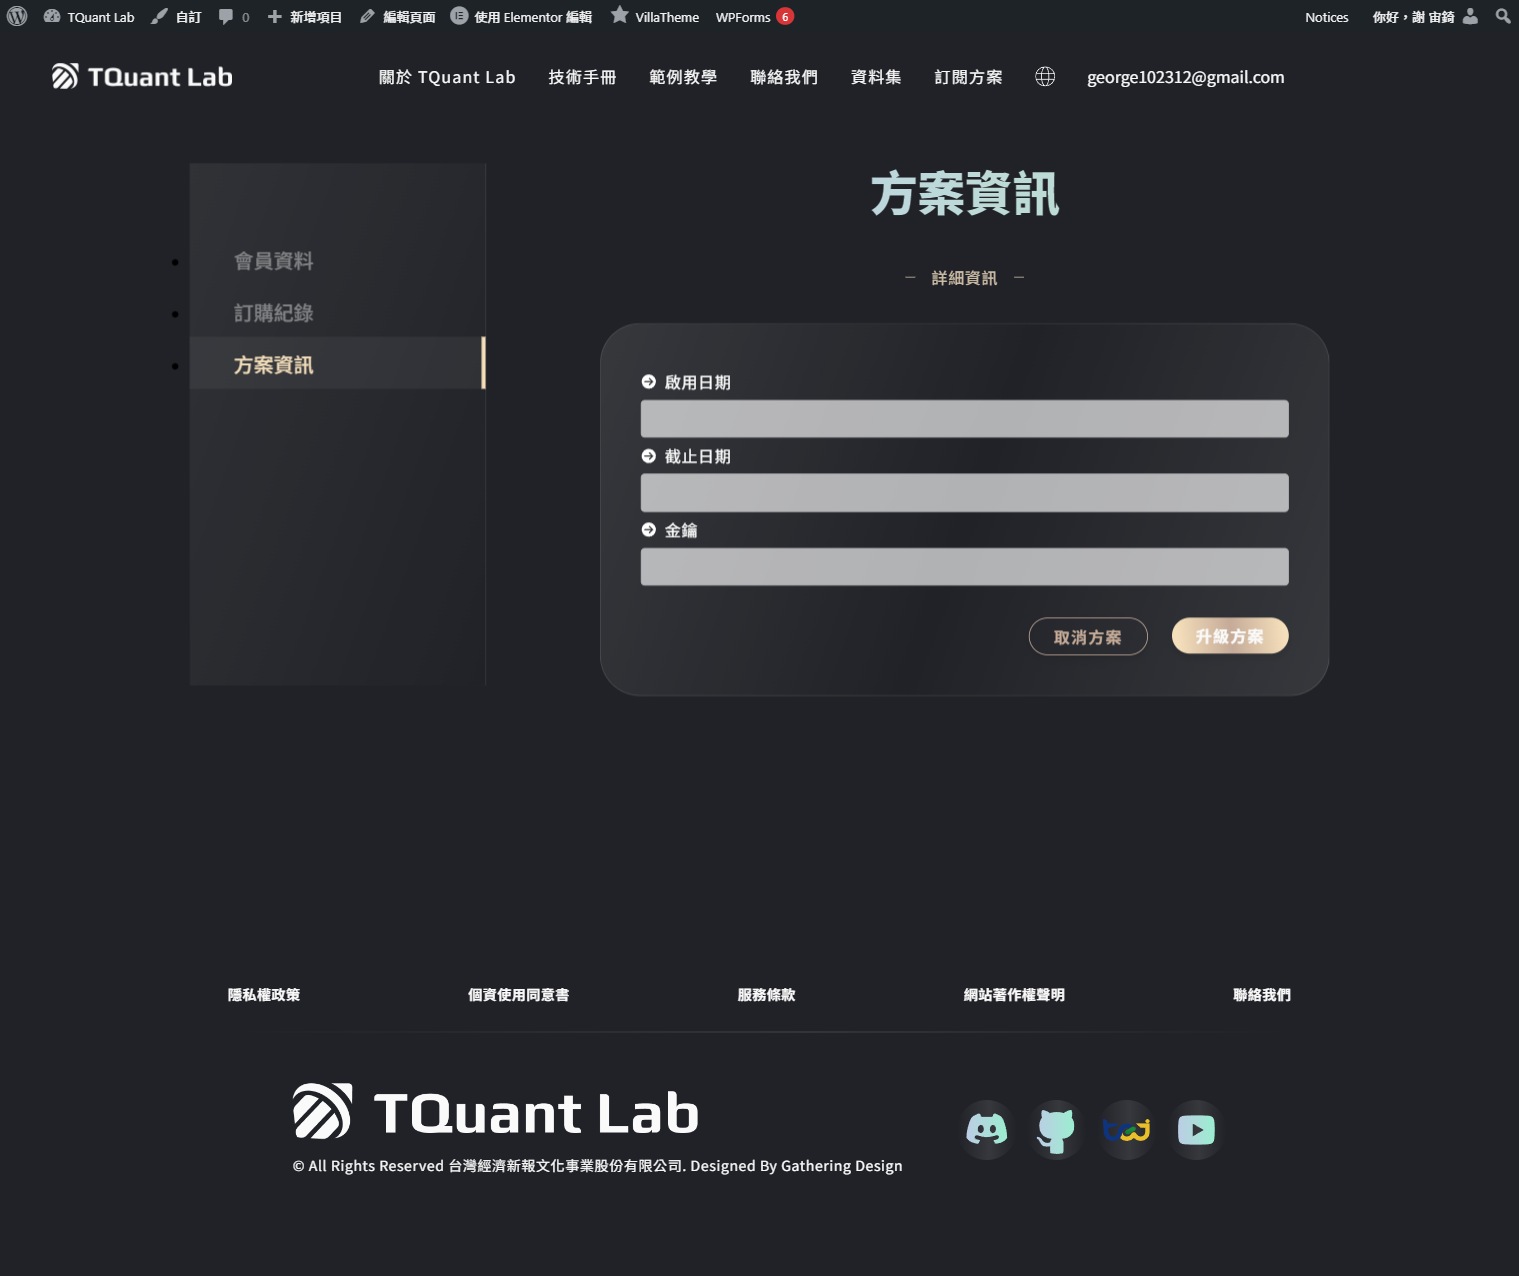 TQuant Lab 自訂 0 新增項目 編輯頁面 使用 Elementor 編輯 VillaTheme WPForms 6 Notices 你好，謝 宙錡
TQuant Lab 關於 TQuant Lab 技術手冊 範例教學 聯絡我們 資料集 訂閱方案 george102312@gmail.com
會員資料
訂購紀錄
方案資訊
方案資訊
– 詳細資訊 –
啟用日期
截止日期
金鑰
取消方案 升級方案
隱私權政策 個資使用同意書 服務條款 網站著作權聲明 聯絡我們
TQuant Lab
© All Rights Reserved 台灣經濟新報文化事業股份有限公司. Designed By Gathering Design